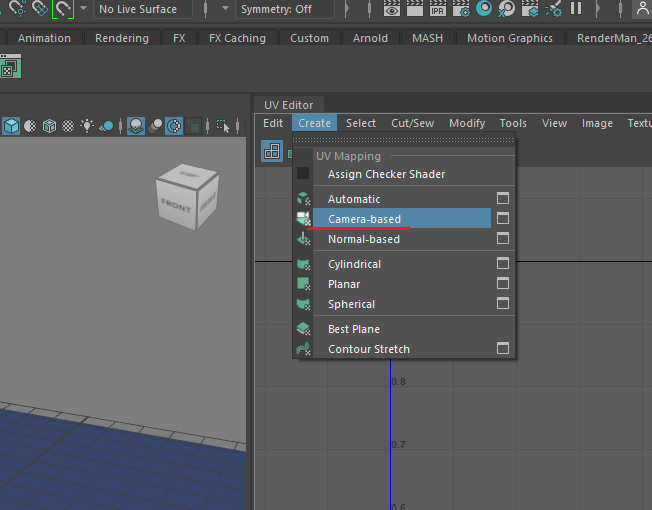 No Live Surface
Symmetry: Off
IPR
Animation
Rendering
FX
FX Caching
Custom
Arnold
MASH
Motion Graphics
RenderMan_26
UV Editor
Edit
Create
Select
Cut/Sew
Modify
Tools
View
Image
Textu
UV Mapping
Assign Checker Shader
Automatic
Camera-based
Normal-based
Cylindrical
Planar
Spherical
Best Plane
Contour Stretch
FRONT
0.8
0.7
0.6